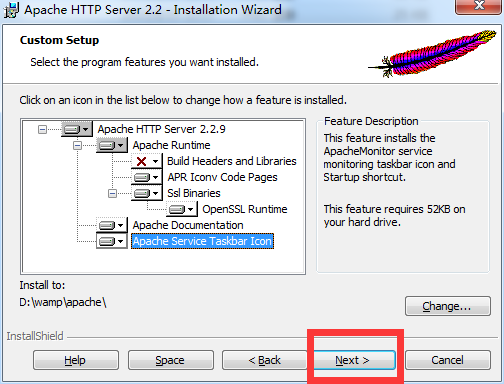 Apache HTTP Server 2.2 - Installation Wizard
Custom Setup
Select the program features you want installed.
Click on an icon in the list below to change how a feature is installed.
Apache HTTP Server 2.2.9
Apache Runtime
Build Headers and Libraries
APR Iconv Code Pages
Ssl Binaries
OpenSSL Runtime
Apache Documentation
Apache Service Taskbar Icon
Feature Description
This feature installs the
ApacheMonitor service
monitoring taskbar icon and
Startup shortcut.
This feature requires 52KB on
your hard drive.
Install to:
D:\wamp\apache\
Change...
InstallShield
Help
Space
< Back
Next >
Cancel